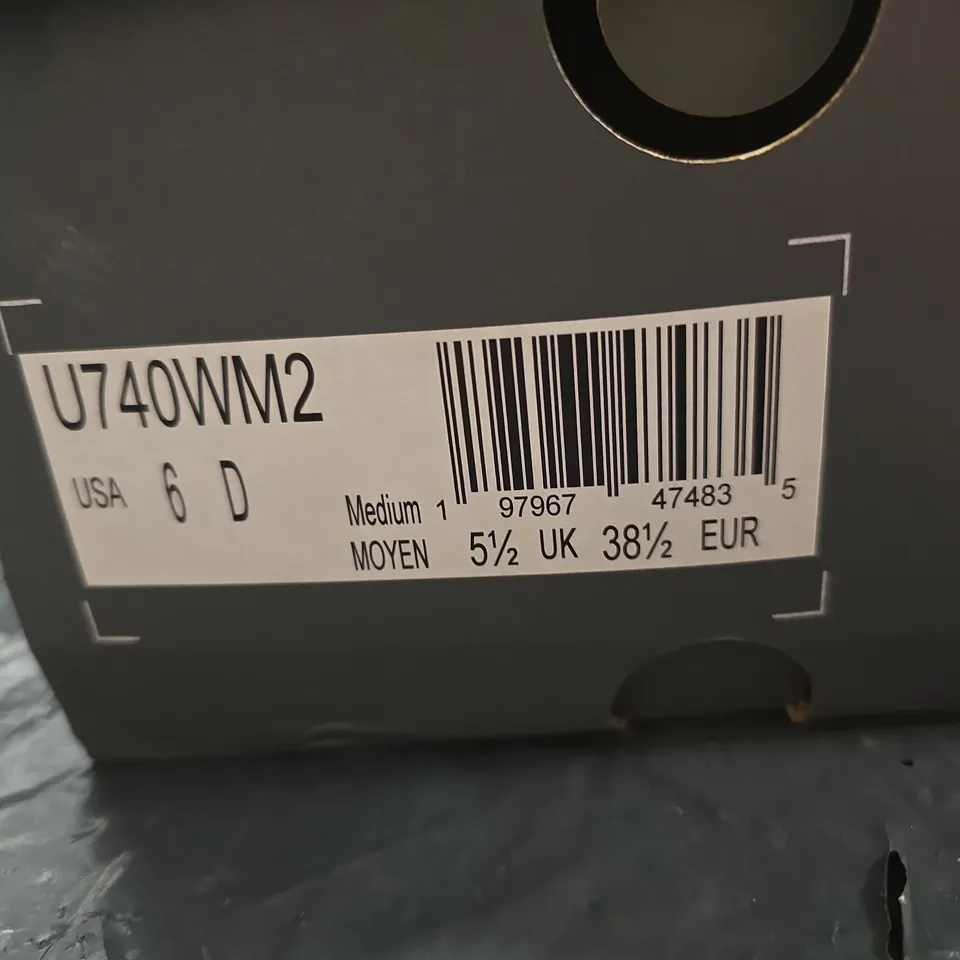 U740WM2
USA 6 D
Medium 1 97967 47483 5
MOYEN 5½ UK 38½ EUR